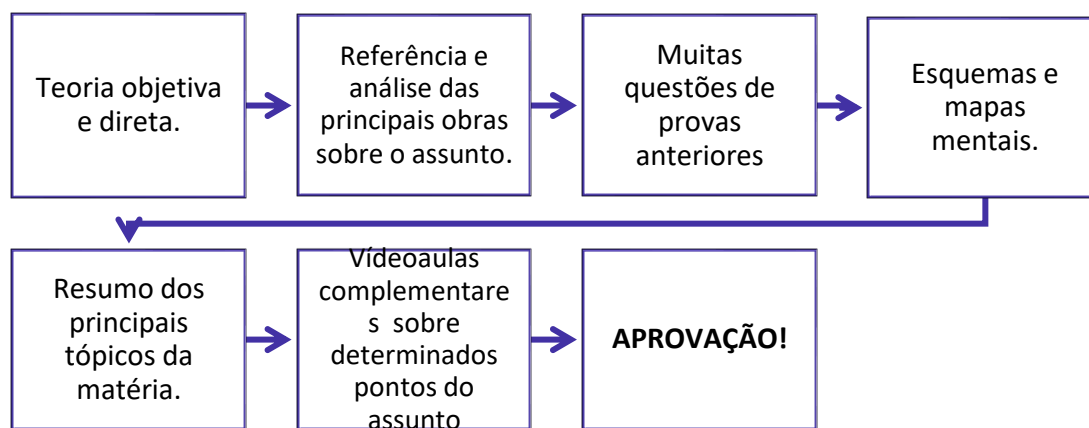 Teoria objetiva
e direta.
Referência e
análise das
principais obras
sobre o assunto.
Muitas
questões de
provas
anteriores
Esquemas e
mapas
mentais.
Resumo dos
principais
tópicos da
matéria.
Vídeoaulas
complementare
s  sobre
determinados
pontos do
assunto
APROVAÇÃO!